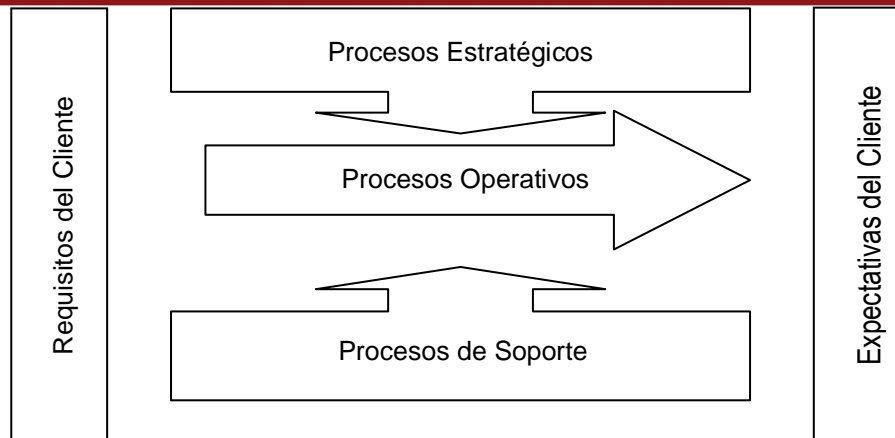 Procesos Estratégicos
Requisitos del Cliente
Procesos Operativos
Expectativas del Cliente
Procesos de Soporte